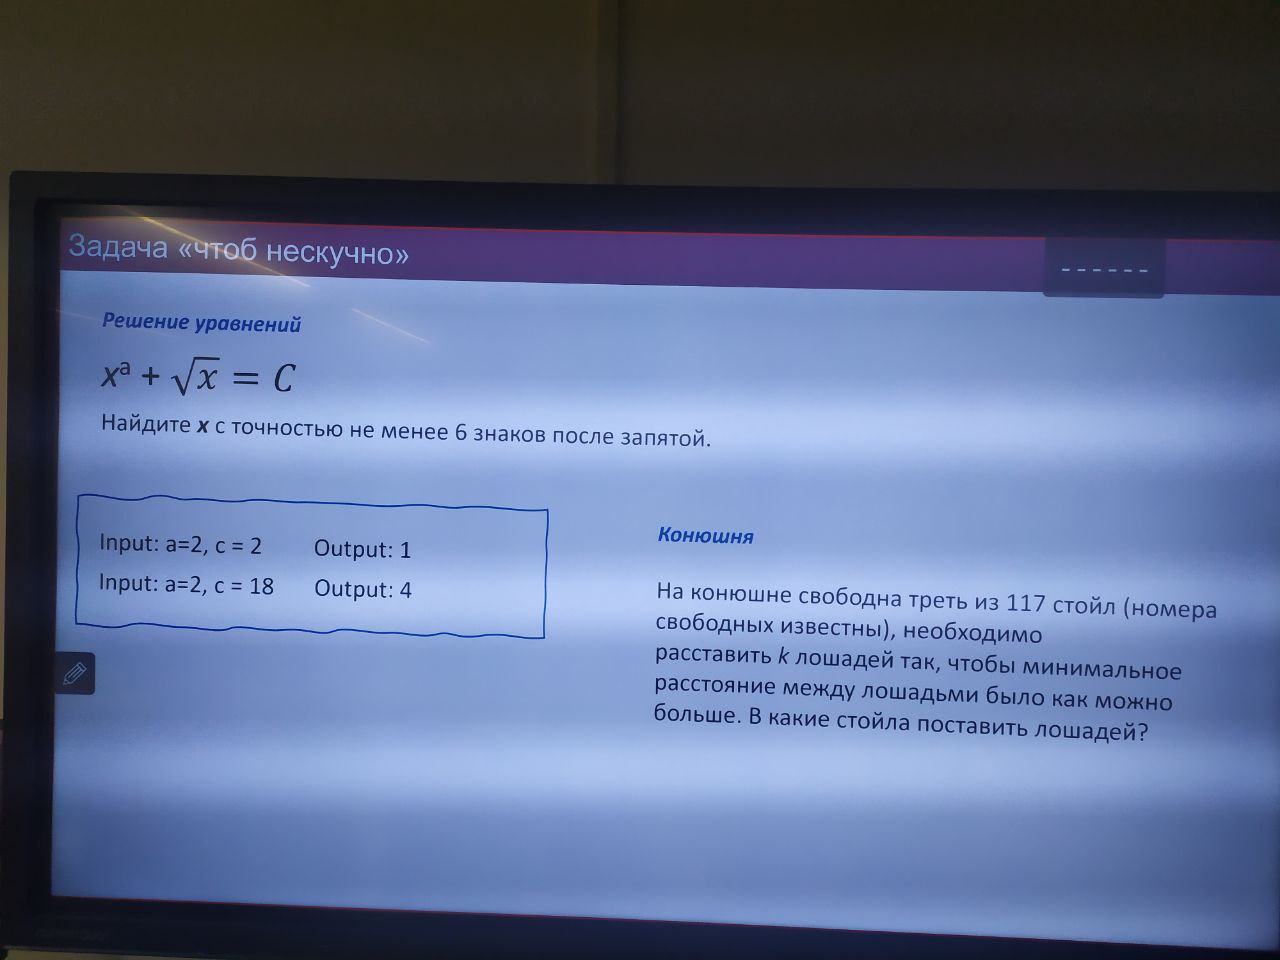 Задача «чтоб нескучно»
------
Решение уравнений
xᵃ + √x = C
Найдите x с точностью не менее 6 знаков после запятой.
Input: a=2, c = 2 Output: 1
Input: a=2, c = 18 Output: 4
Конюшня
На конюшне свободна треть из 117 стойл (номера
свободных известны), необходимо
расставить k лошадей так, чтобы минимальное
расстояние между лошадьми было как можно
больше. В какие стойла поставить лошадей?